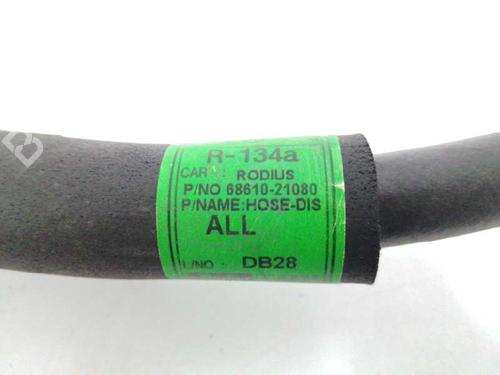 R-134a
CAR : RODIUS
P/NO 68610-21080
P/NAME:HOSE-DIS
ALL
L/NO : DB28